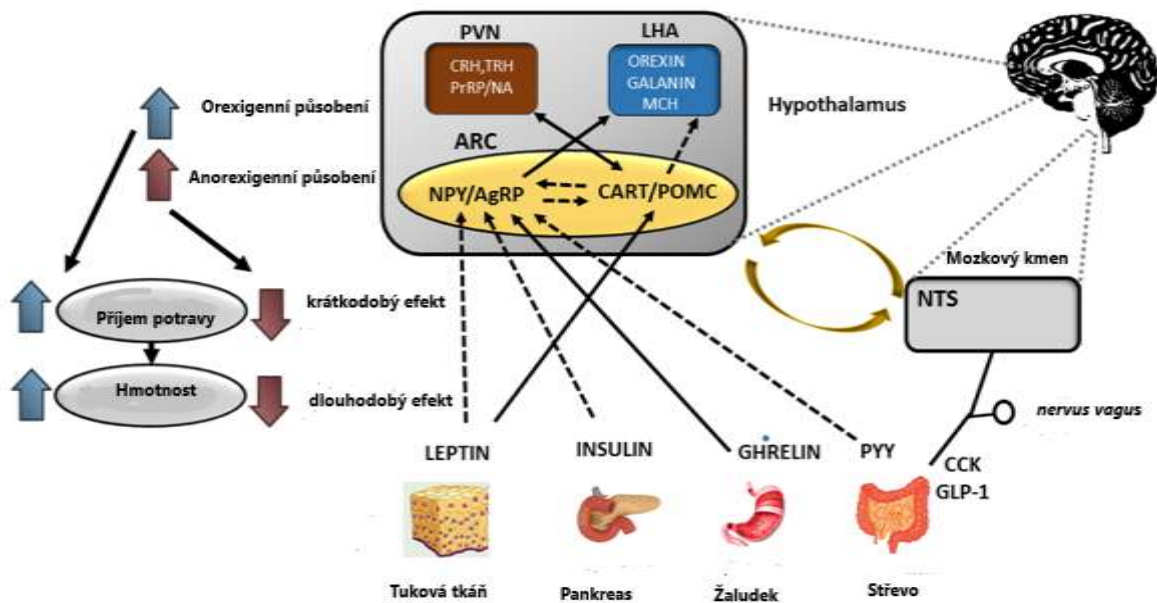 PVN
LHA
CRH,TRH
PrRP/NA
OREXIN
GALANIN
MCH
Hypothalamus
Orexigenní působení
Anorexigenní působení
ARC
NPY/AgRP
CART/POMC
Mozkový kmen
NTS
Příjem potravy
krátkodobý efekt
Hmotnost
dlouhodobý efekt
nervus vagus
LEPTIN
INSULIN
GHRELIN
PYY
CCK
GLP-1
Tuková tkáň
Pankreas
Žaludek
Střevo